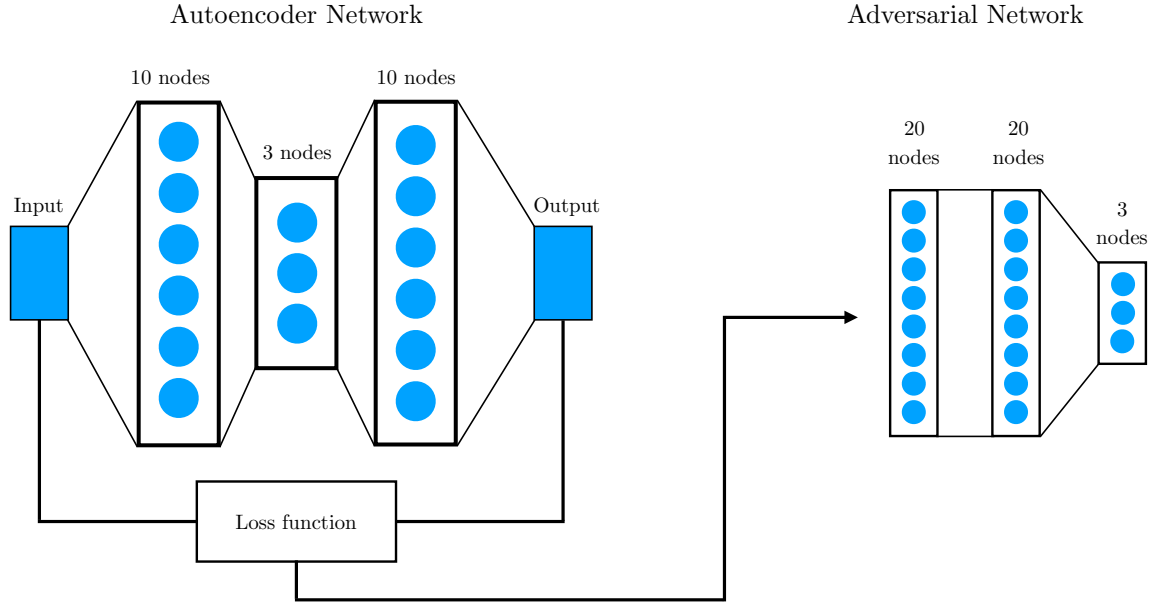 Autoencoder Network
Adversarial Network
10 nodes
10 nodes
3 nodes
Input
Output
Loss function
20
nodes
20
nodes
3
nodes